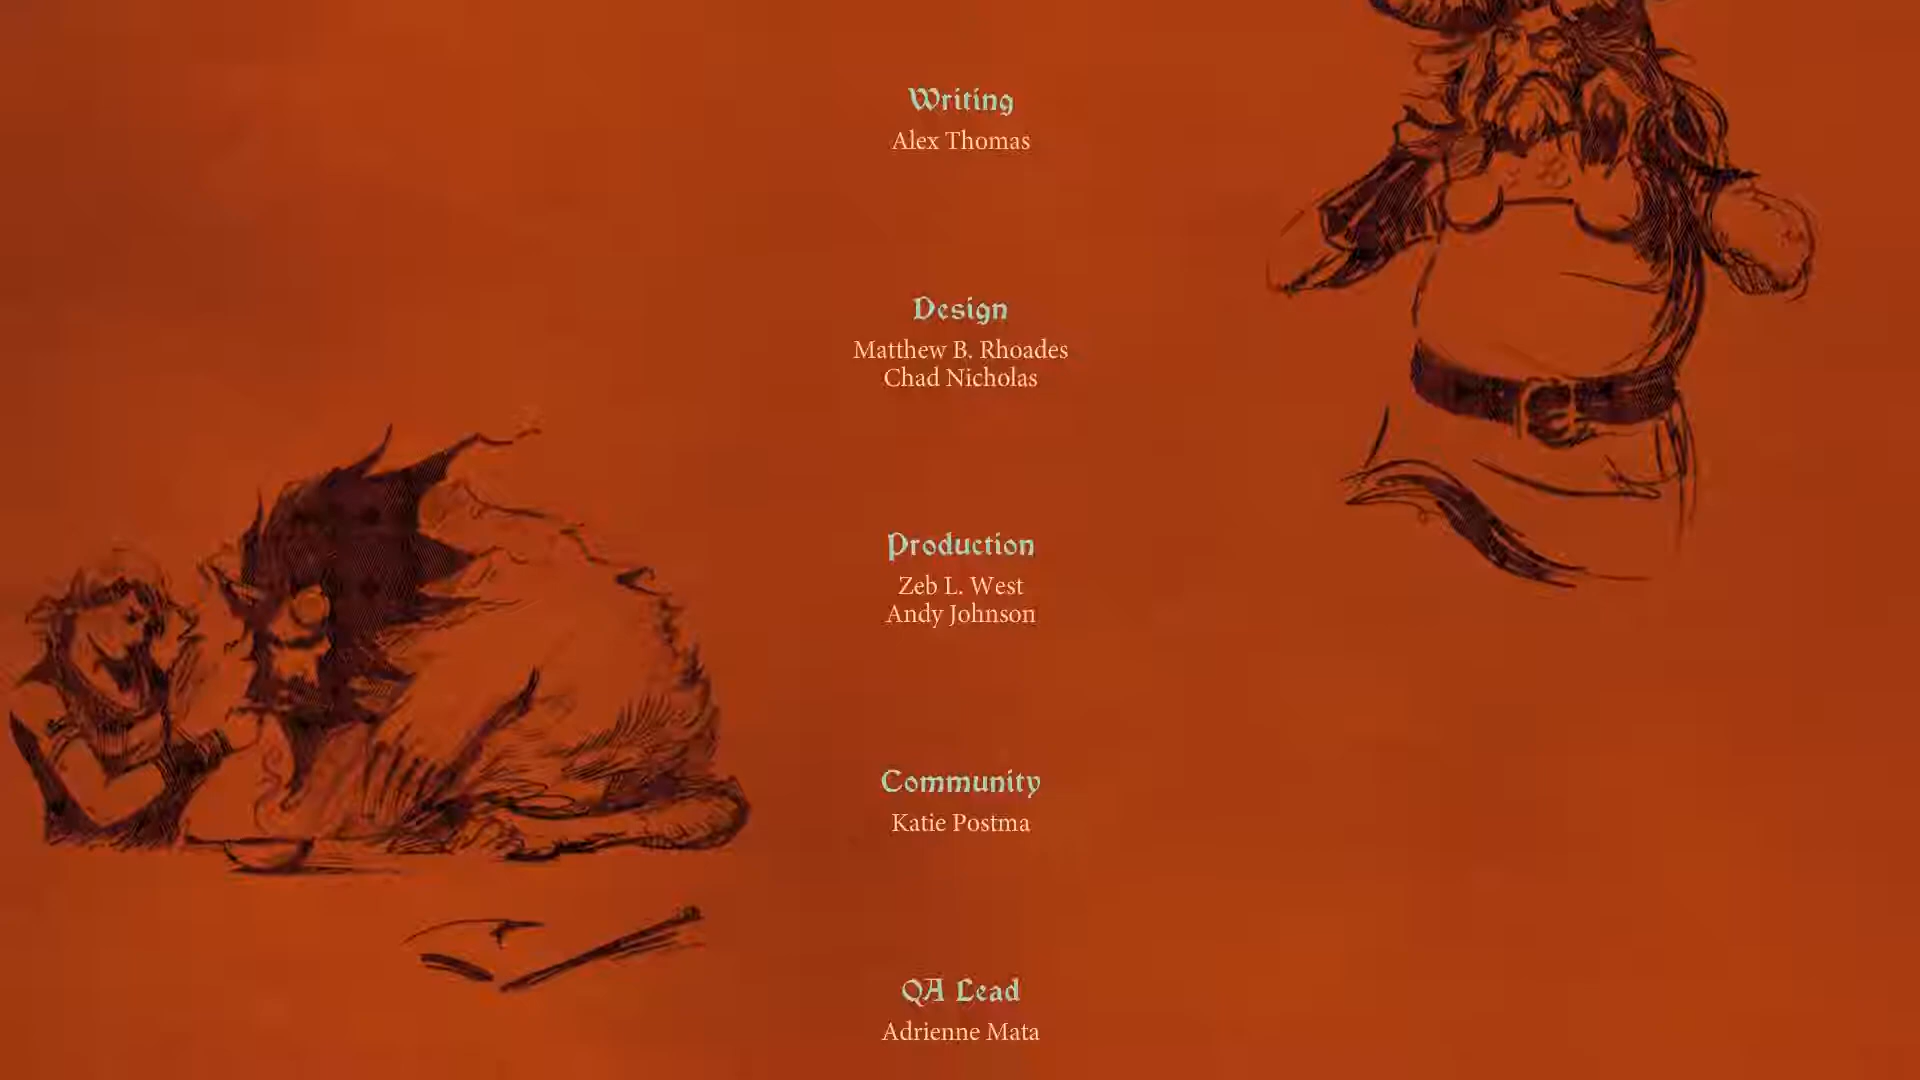 Writing
Alex Thomas
Design
Matthew B. Rhoades
Chad Nicholas
Production
Zeb L. West
Andy Johnson
Community
Katie Postma
QA Lead
Adrienne Mata